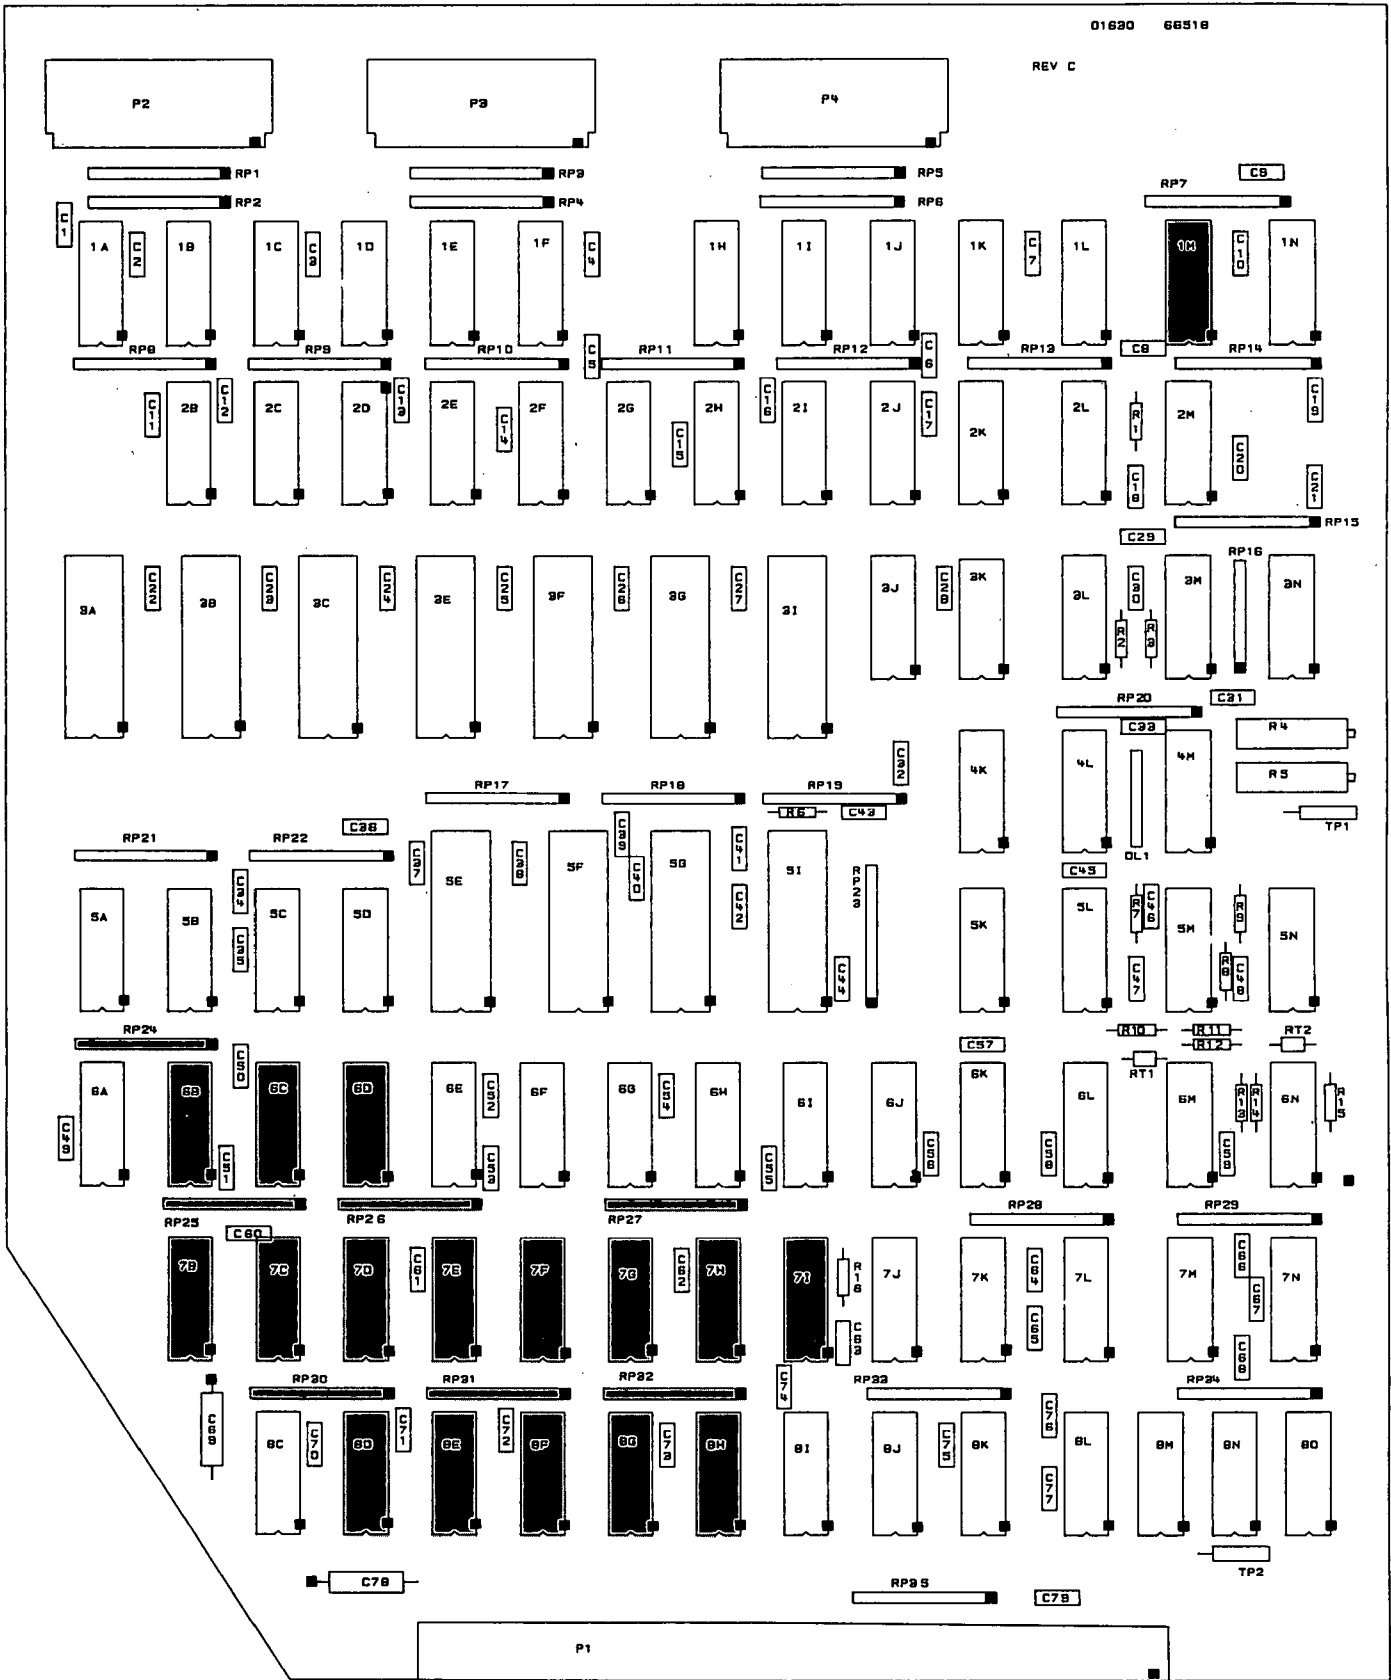 01630 66518
REV C
P2 P3 P4
RP1 RP3 RP5
RP7 C9
RP2 RP4 RP6
C1 1A C2 1B 1C C3 1D 1E 1F C4 1H 1I 1J 1K C7 1L 1M C10 1N
RP8 RP9 RP10 C5 RP11 RP12 C6 RP13 C8 RP14
C11 2B C12 2C 2D C13 2E C14 2F 2G C15 2H C16 2I 2J C17 2K 2L R1 2M C19
C18 C20 C21
RP15
C29 RP16
3A C22 3B C23 3C C24 3E C25 3F C26 3G C27 3I 3J C28 3K 3L C30 3M 3N
R2 R3
RP20 C31
C33 R4
C32 4K 4L 4M
R5
RP17 RP18 RP19
R6 C43
TP1
C36
RP21 RP22 C39 DL1
C37 5E C38 5F C40 5G C41 5I RP23 C45
C34 C42
5A 5B 5C 5D 5K 5L R7 C46 5M R9 5N
C35 C44 C47 R8 C48
RP24 R10 R11 RT2
C57 R12
C50 RT1
6A 6B 6C 6D 6E C52 6F 6G C54 6H 6I 6J 6K 6L 6M R13 R14 6N R15
C49 C51 C53 C55 C56 C58 C59
RP25 RP26 RP27 RP28 RP29
C60
7B 7C 7D C61 7E 7F 7G C62 7H 7I R16 7J 7K C64 7L 7M C66 7N
C67
C63 C65 C68
RP30 RP31 RP32 C74 RP33 RP34
C69 8C C70 8D C71 8E C72 8F 8G C73 8H 8I 8J C75 8K C76 8L 8M 8N 8O
C77
TP2
C78 RP35 C79
P1